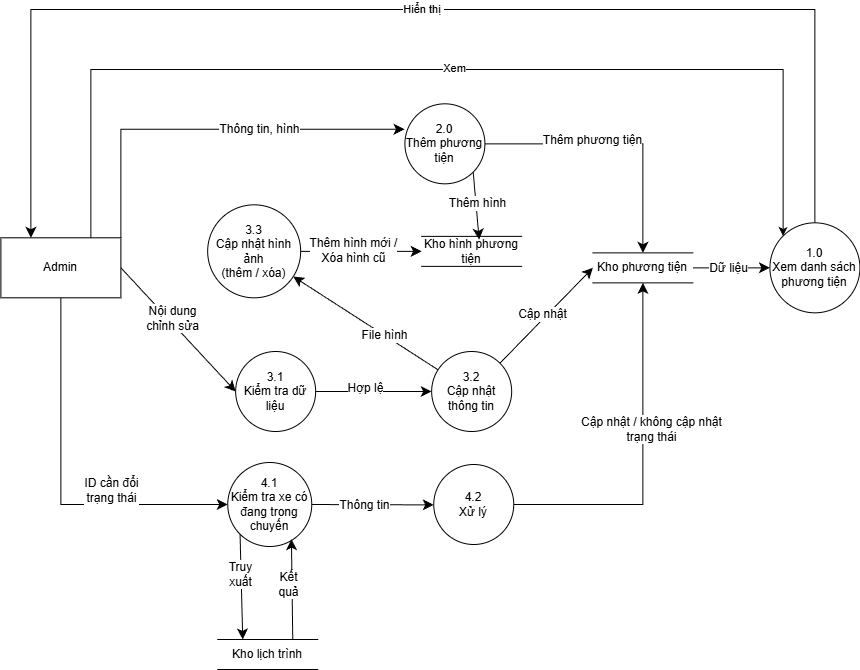 Hiển thị
Xem
Thông tin, hình
2.0
Thêm phương
tiện
Thêm phương tiện
Thêm hình
3.3
Cập nhật hình
ảnh
(thêm / xóa)
Thêm hình mới /
Xóa hình cũ
Kho hình phương
tiện
Admin
Kho phương tiện
Dữ liệu
1.0
Xem danh sách
phương tiện
Nội dung
chỉnh sửa
File hình
Cập nhật
3.1
Kiểm tra dữ
liệu
Hợp lệ
3.2
Cập nhật
thông tin
Cập nhật / không cập nhật
trạng thái
ID cần đổi
trạng thái
4.1
Kiểm tra xe có
đang trong
chuyến
Thông tin
4.2
Xử lý
Truy
xuất
Kết
quả
Kho lịch trình